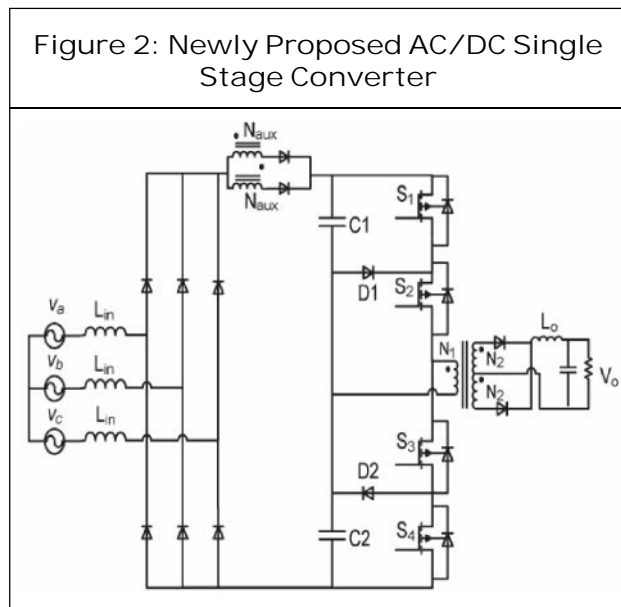 Figure 2: Newly Proposed AC/DC Single
Stage Converter
Naux
Naux
S1
C1
D1
S2
va
Lin
vb
Lin
vc
Lin
N1
N2
N2
Lo
Vo
S3
D2
C2
S4